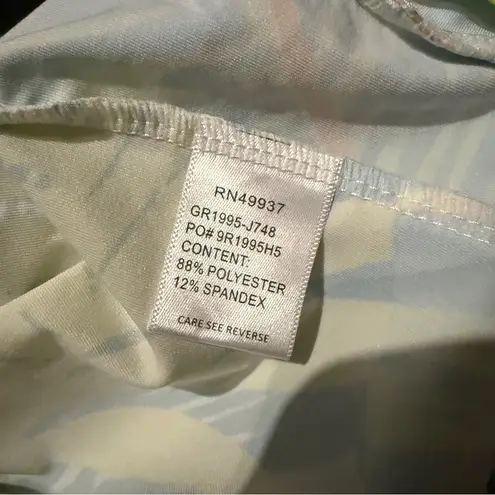 RN49937
GR1995-J748
PO# 9R1995H5
CONTENT:
88% POLYESTER
12% SPANDEX
CARE SEE REVERSE